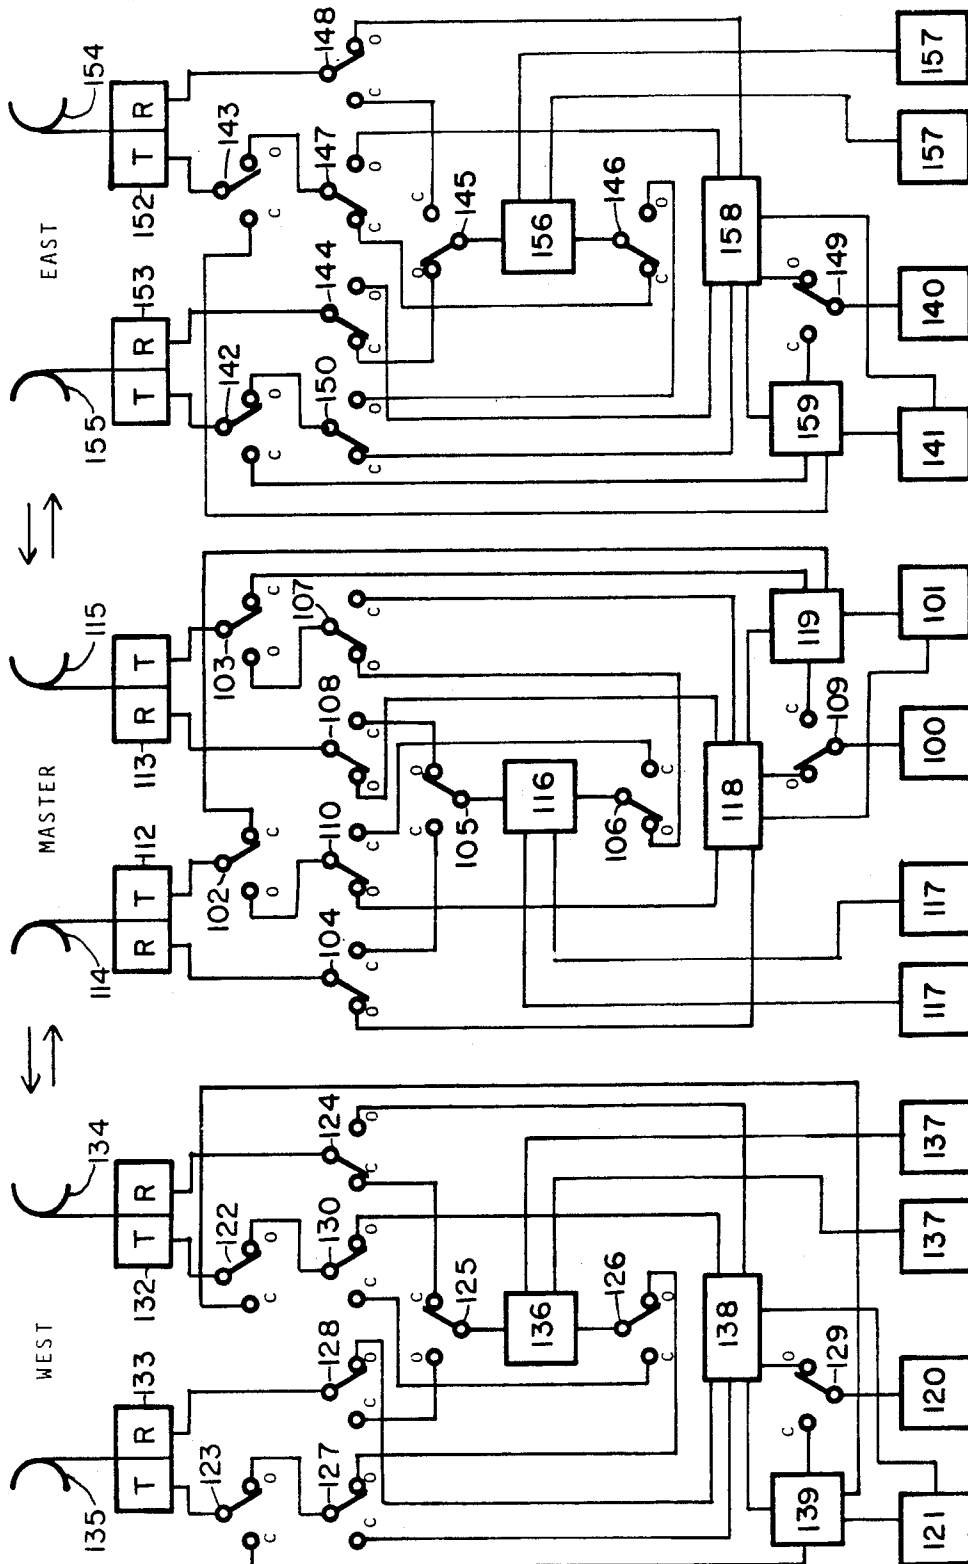 WEST
MASTER
EAST
135
133
134
132
114
112
115
113
155
153
154
152
T R
T R
R T
R T
T R
T R
123
C O
122
C O
102
O C
103
O C
142
C O
143
C O
127
C O
128
C O
130
C O
124
C O
104
O C
110
O C
108
O C
107
O C
150
C O
144
C O
147
C O
148
C O
O C
125
C O
105
O C
145
136
116
156
126
C O
106
O C
146
C O
138
118
158
139
C O
129
O C
109
119
159
C O
149
121
120
137
137
117
117
100
101
141
140
157
157